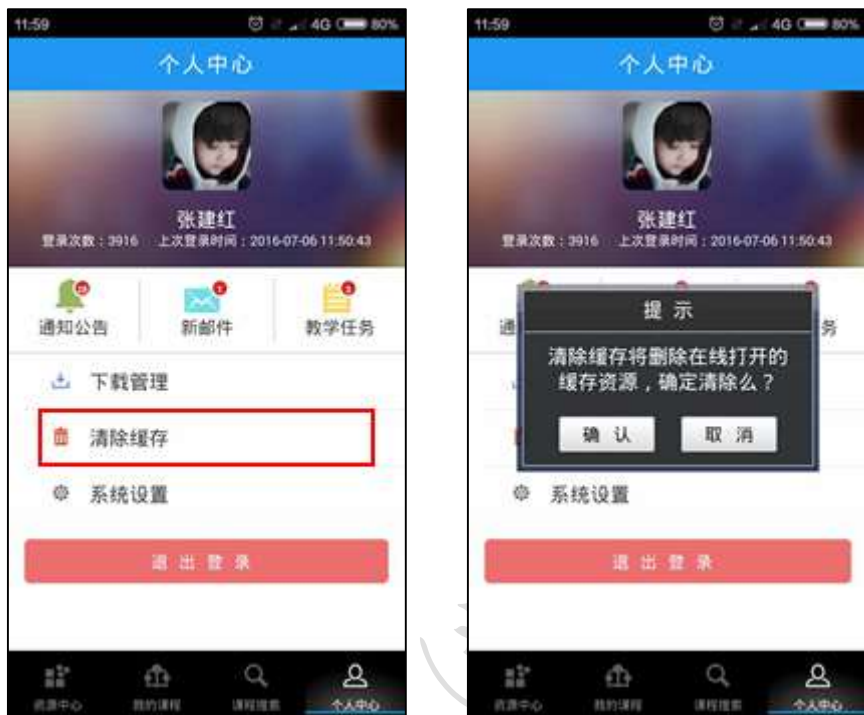 11:59
4G
80%
个人中心
张建红
登录次数：3916
上次登录时间：2016-07-06 11:50:43
通知公告
新邮件
教学任务
下载管理
清除缓存
系统设置
退出登录
资源中心
我的课程
课程搜索
个人中心
11:59
4G
80%
个人中心
张建红
登录次数：3916
上次登录时间：2016-07-06 11:50:43
通
务
提示
清除缓存将删除在线打开的
缓存资源，确定清除么？
确认
取消
系统设置
退出登录
资源中心
我的课程
课程搜索
个人中心